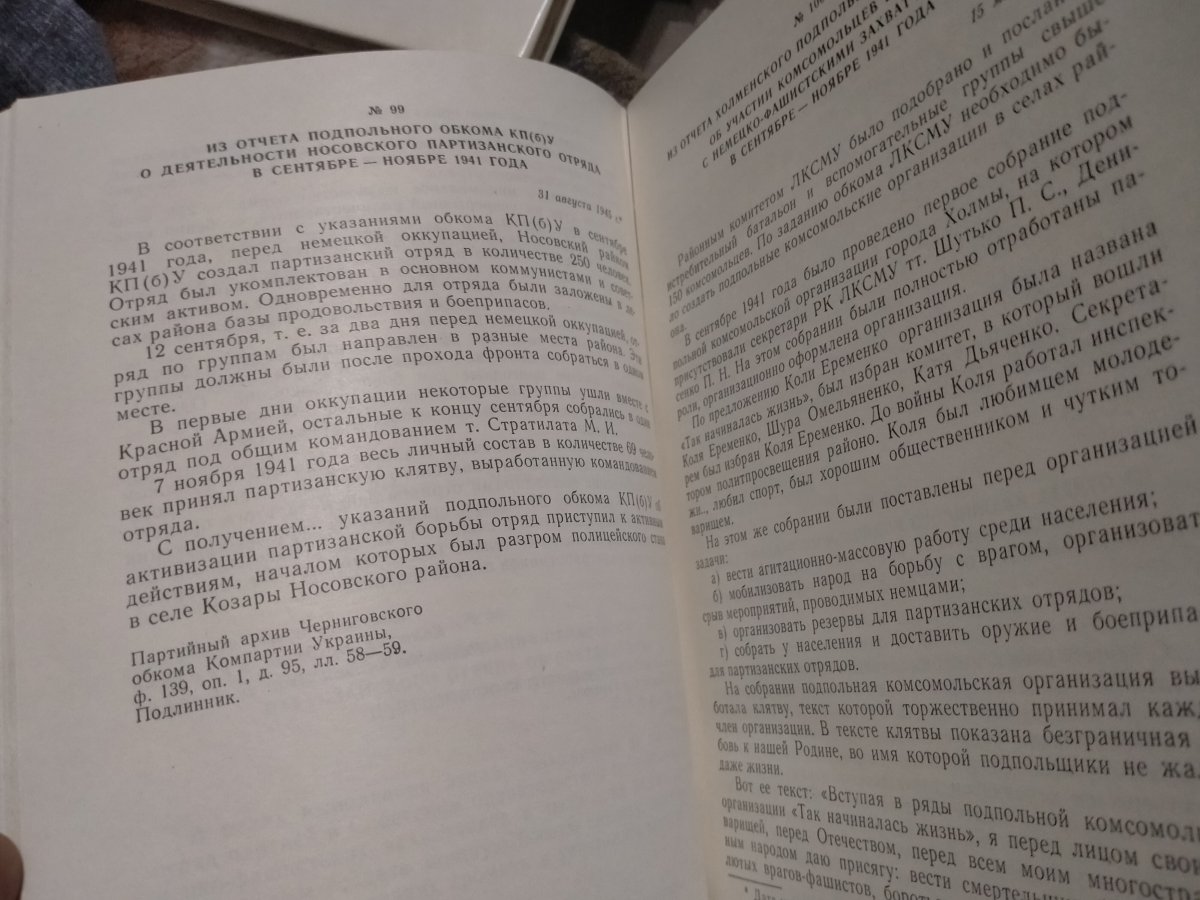 № 99
ИЗ ОТЧЕТА ПОДПОЛЬНОГО ОБКОМА КП(б)У
О ДЕЯТЕЛЬНОСТИ НОСОВСКОГО ПАРТИЗАНСКОГО ОТРЯДА
В СЕНТЯБРЕ — НОЯБРЕ 1941 ГОДА
31 августа г.*
В соответствии с указаниями обкома КП(б)У в сентябре
1941 года, перед немецкой оккупацией, Носовский райком
КП(б)У создал партизанский отряд в количестве 250 человек.
Отряд был укомплектован в основном коммунистами и совет-
ским активом. Одновременно для отряда были заложены в ле-
сах района базы продовольствия и боеприпасов.
12 сентября, т. е. за два дня перед немецкой оккупацией, от-
ряд по группам был направлен в разные места района. Эти
группы должны были после прохода фронта собраться в одном
месте.
В первые дни оккупации некоторые группы ушли вместе с
Красной Армией, остальные к концу сентября собрались в один
отряд под общим командованием т. Стратилата М. И.
7 ноября 1941 года весь личный состав в количестве 69 чело-
век принял партизанскую клятву, выработанную командованием
отряда.
С получением... указаний подпольного обкома КП(б)У об
активизации партизанской борьбы отряд приступил к активным
действиям, началом которых был разгром полицейского стана
в селе Козары Носовского района.
Партийный архив Черниговского
обкома Компартии Украины,
ф. 139, оп. 1, д. 95, лл. 58—59.
Подлинник.
№ 100
ИЗ ОТЧЕТА ХОЛМЕНСКОГО
ОБ УЧАСТИИ КОМСОМОЛЬЦЕВ
С НЕМЕЦКО-ФАШИСТСКИМИ
В СЕНТЯБРЕ — НОЯБРЕ 1941 ГОДА
15
Районным комитетом ЛКСМУ было подобрано и послано
истребительный батальон и вспомогательные группы свыше
150 комсомольцев. По заданию обкома ЛКСМУ необходимо бы-
ло создать подпольные комсомольские организации в селах рай-
она.
В сентябре 1941 года было проведено первое собрание под-
польной комсомольской организации города Холмы, на котором
присутствовали секретари РК ЛКСМУ тт. Шутько П. С., Дени-
сенко П. Н. На этом собрании были полностью отработаны па-
роли, организационно оформлена организация.
По предложению Коли Еременко организация была названа
«Так начиналась жизнь», был избран комитет, в который вошли
Коля Еременко, Шура Омельяненко, Катя Дьяченко. Секрета-
рем был избран Коля Еременко. До войны Коля работал инспек-
тором политпросвещения районо. Коля был любимцем молоде-
жи.., любил спорт, был хорошим общественником и чутким то-
варищем.
На этом же собрании были поставлены перед организацией
задачи:
а) вести агитационно-массовую работу среди населения;
б) мобилизовать народ на борьбу с врагом, организоват
срыв мероприятий, проводимых немцами;
в) организовать резервы для партизанских отрядов;
г) собрать у населения и доставить оружие и боеприпа
для партизанских отрядов.
На собрании подпольная комсомольская организация вы
ботала клятву, текст которой торжественно принимал кажд
член организации. В тексте клятвы показана безграничная
бовь к нашей Родине, во имя которой подпольщики не жал
даже жизни.
Вот ее текст: «Вступая в ряды подпольной комсомоль
организации «Так начиналась жизнь», я перед лицом свои
варищей, перед Отечеством, перед всем моим многостра
ным народом даю присягу: вести смертельн
лютых врагов-фашистов,